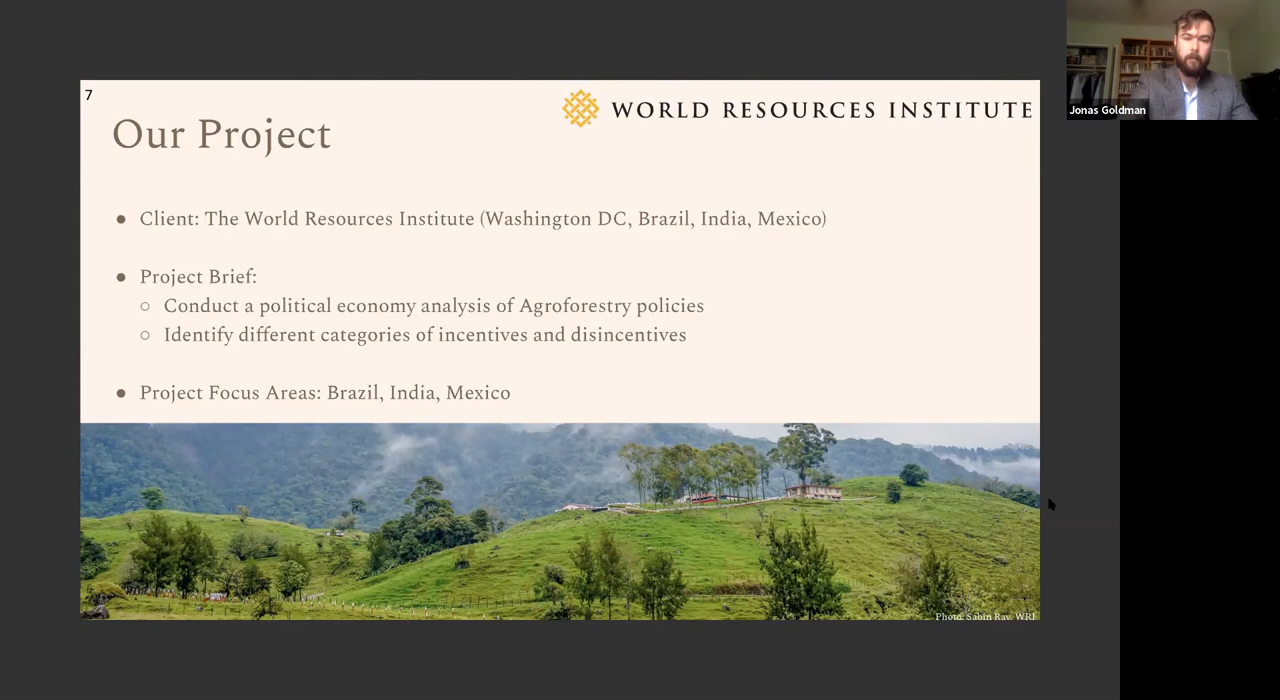 7
WORLD RESOURCES INSTITUTE
Our Project
● Client: The World Resources Institute (Washington DC, Brazil, India, Mexico)
● Project Brief:
○ Conduct a political economy analysis of Agroforestry policies
○ Identify different categories of incentives and disincentives
● Project Focus Areas: Brazil, India, Mexico
Photo: Sabin Ray, WRI
Jonas Goldman